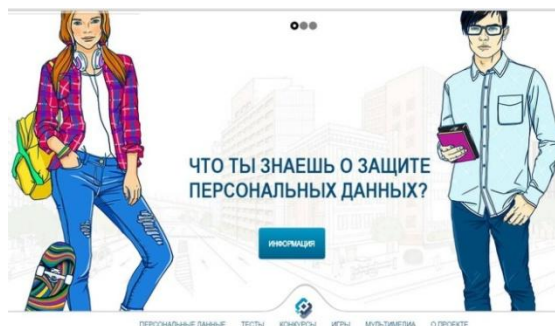 ЧТО ТЫ ЗНАЕШЬ О ЗАЩИТЕ
ПЕРСОНАЛЬНЫХ ДАННЫХ?
ИНФОРМАЦИЯ
ПЕРСОНАЛЬНЫЕ ДАННЫЕ ТЕСТЫ КОНКУРСЫ ИГРЫ МУЛЬТИМЕДИА О ПРОЕКТЕ